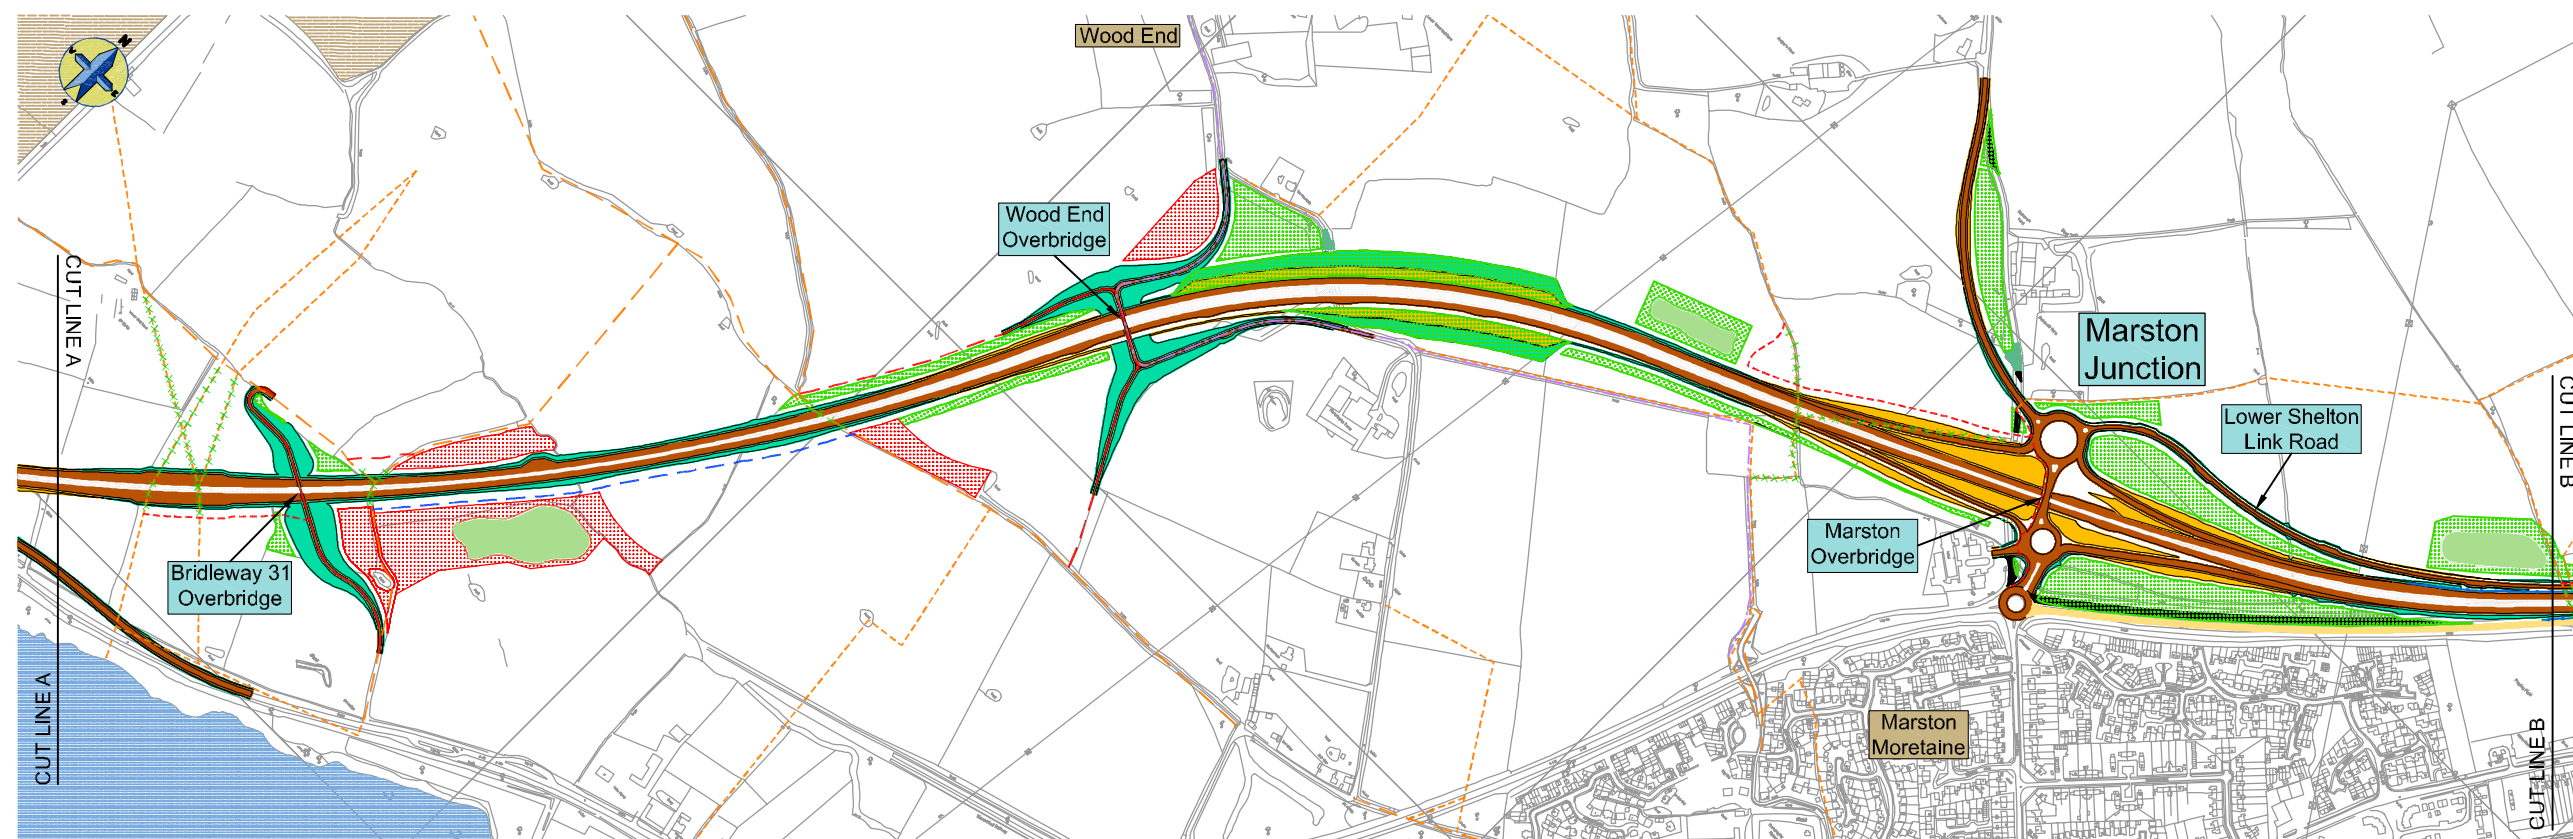 N
Wood End
Wood End
Overbridge
CUT LINE A
Marston
Junction
CUT LINE B
Lower Shelton
Link Road
Marston
Overbridge
Bridleway 31
Overbridge
CUT LINE A
Marston
Moretaine
CUT LINE B